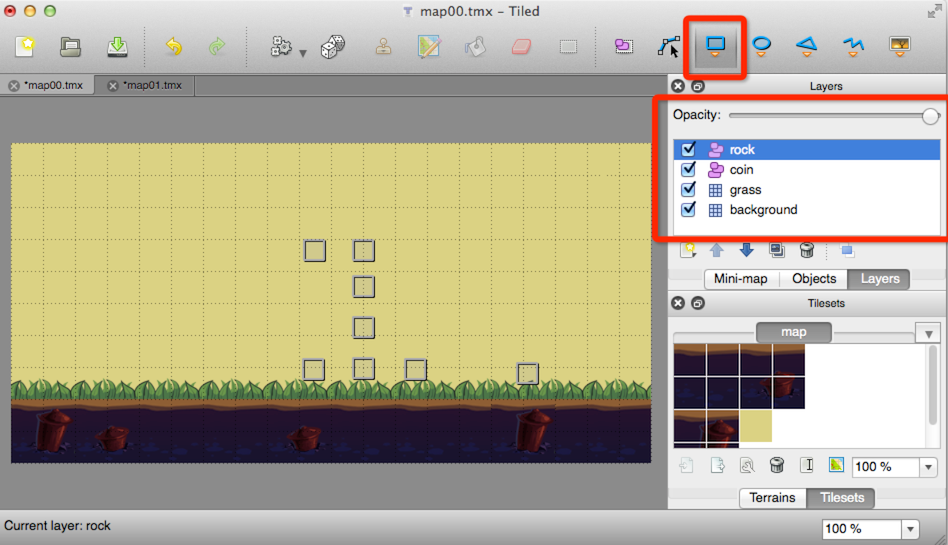 map00.tmx - Tiled
*map00.tmx
*map01.tmx
Layers
Opacity:
rock
coin
grass
background
Mini-map
Objects
Layers
Tilesets
map
100 %
Terrains
Tilesets
Current layer: rock
100 %